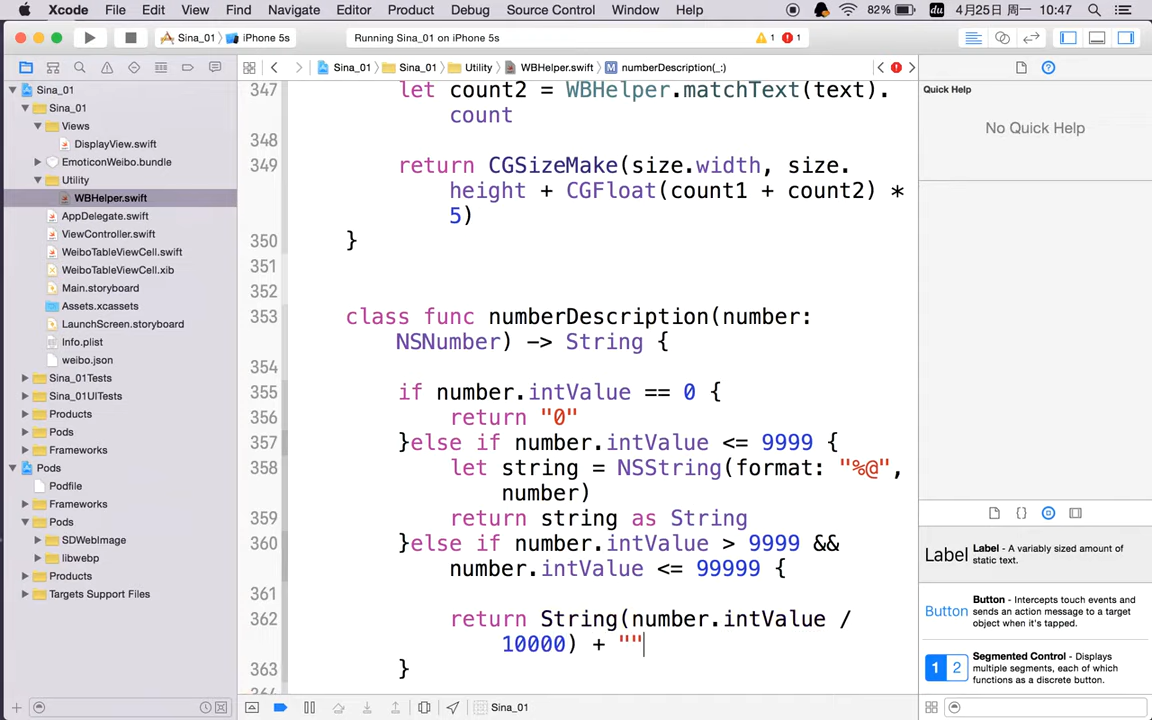 Xcode File Edit View Find Navigate Editor Product Debug Source Control Window Help 82% du 4月25日 周一 10:47
Sina_01 iPhone 5s Running Sina_01 on iPhone 5s 1 1
Sina_01 Sina_01 Utility WBHelper.swift M numberDescription(_:)
Sina_01
Sina_01
Views
DisplayView.swift
EmoticonWeibo.bundle
Utility
WBHelper.swift
AppDelegate.swift
ViewController.swift
WeiboTableViewCell.swift
WeiboTableViewCell.xib
Main.storyboard
Assets.xcassets
LaunchScreen.storyboard
Info.plist
weibo.json
Sina_01Tests
Sina_01UITests
Products
Pods
Frameworks
Pods
Podfile
Frameworks
Pods
SDWebImage
libwebp
Products
Targets Support Files
347 let count2 = WBHelper.matchText(text).
count
348
349 return CGSizeMake(size.width, size.
height + CGFloat(count1 + count2) *
5)
350 }
351
352
353 class func numberDescription(number:
NSNumber) -> String {
354
355 if number.intValue == 0 {
356 return "0"
357 }else if number.intValue <= 9999 {
358 let string = NSString(format: "%@",
number)
359 return string as String
360 }else if number.intValue > 9999 &&
number.intValue <= 99999 {
361
362 return String(number.intValue /
10000) + ""
363 }
364
Sina_01
Quick Help
No Quick Help
Label Label - A variably sized amount of
static text.
Button Button - Intercepts touch events and
sends an action message to a target
object when it's tapped.
1 2 Segmented Control - Displays
multiple segments, each of which
functions as a discrete button.